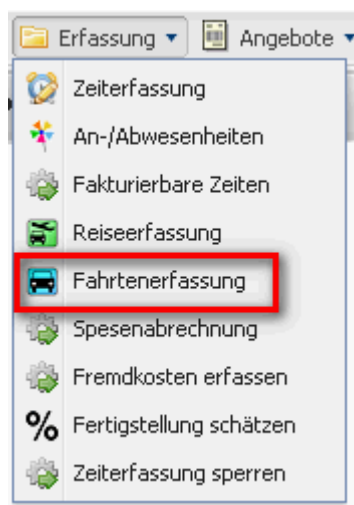 Erfassung Angebote
Zeiterfassung
An-/Abwesenheiten
Fakturierbare Zeiten
Reiseerfassung
Fahrtenerfassung
Spesenabrechnung
Fremdkosten erfassen
% Fertigstellung schätzen
Zeiterfassung sperren